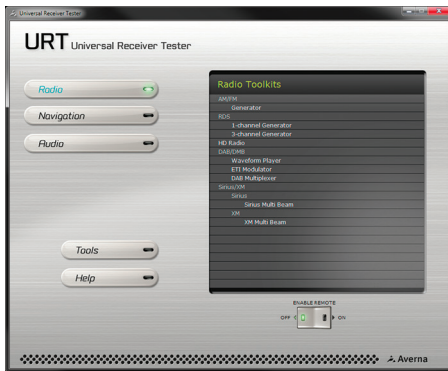 Universal Receiver Tester
URT Universal Receiver Tester
Radio
Navigation
Audio
Tools
Help
Radio Toolkits
AM/FM
Generator
RDS
1-channel Generator
3-channel Generator
HD Radio
DAB/DMB
Waveform Player
ETI Modulator
DAB Multiplexer
Sirius/XM
Sirius
Sirius Multi Beam
XM
XM Multi Beam
ENABLE REMOTE
OFF ON
Averna